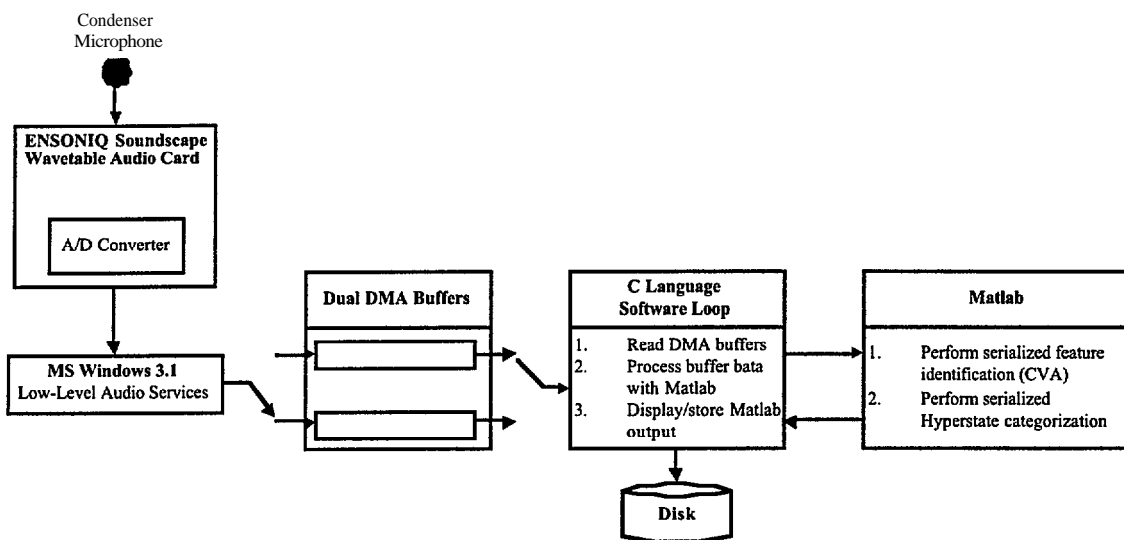 Condenser
Microphone
ENSONIQ Soundscape
Wavetable Audio Card
A/D Converter
MS Windows 3.1
Low-Level Audio Services
Dual DMA Buffers
C Language
Software Loop
1. Read DMA buffers
2. Process buffer bata
with Matlab
3. Display/store Matlab
output
Disk
Matlab
1. Perform serialized feature
identification (CVA)
2. Perform serialized
Hyperstate categorization